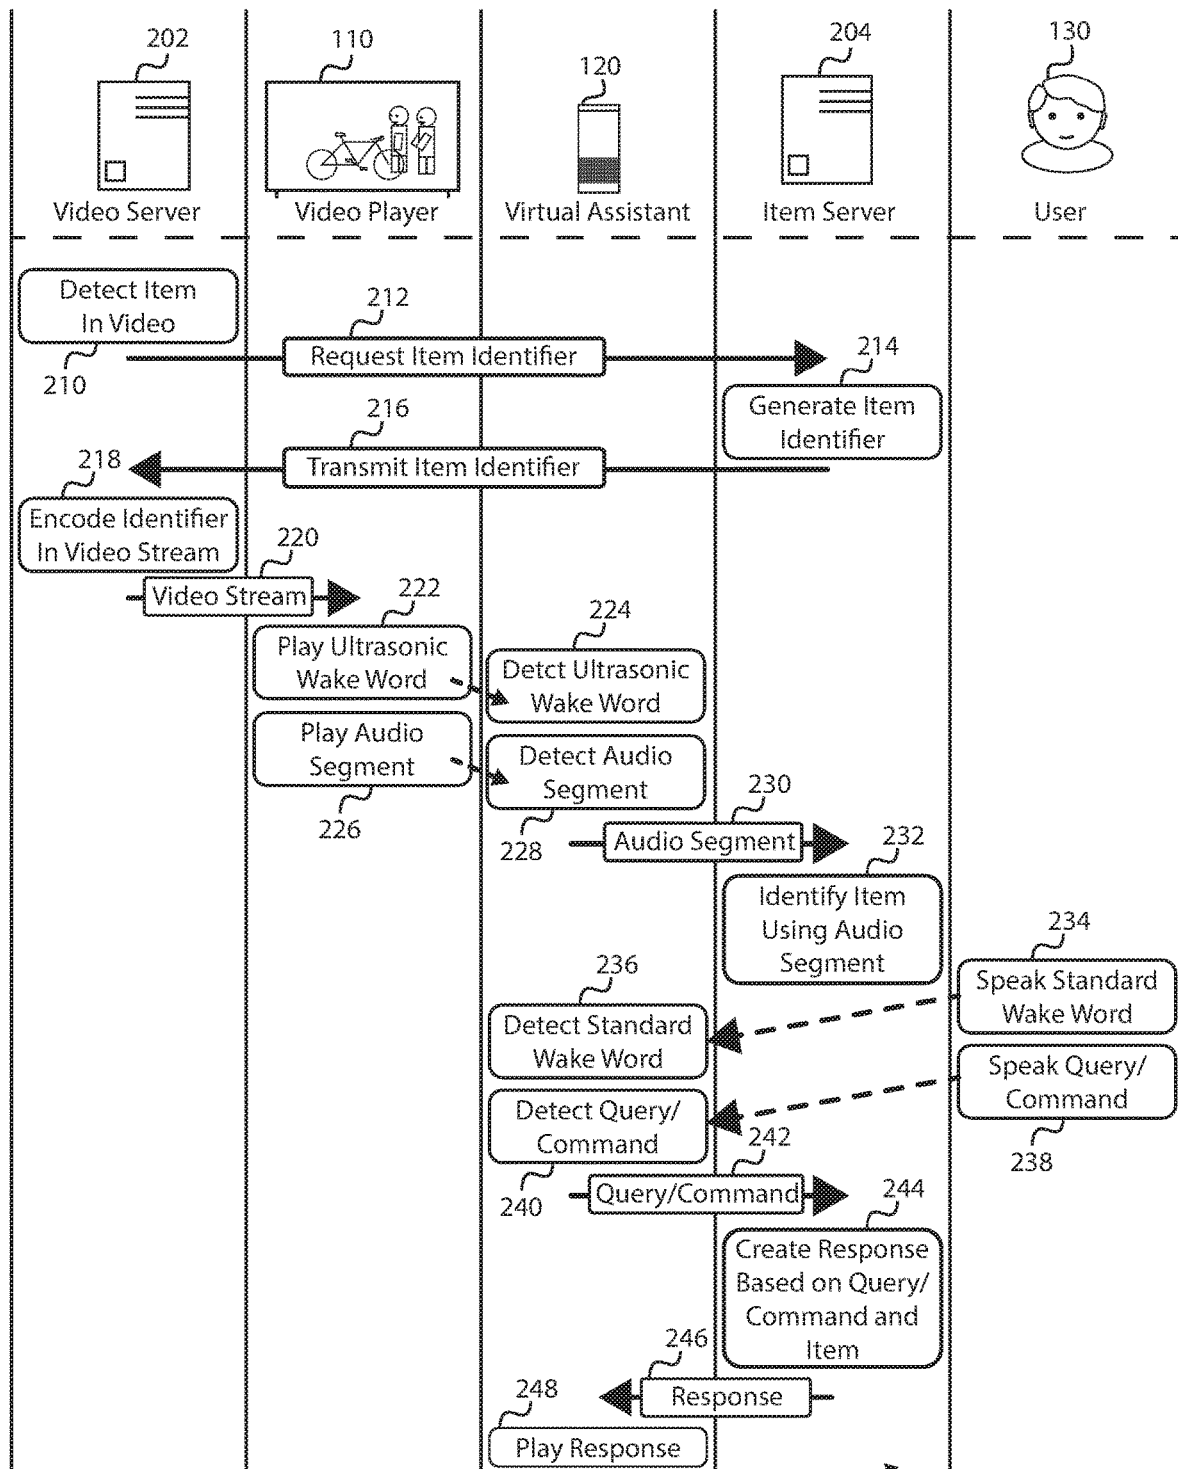 202
110
120
204
130
Video Server
Video Player
Virtual Assistant
Item Server
User
Detect Item
In Video
210
212
Request Item Identifier
214
Generate Item
Identifier
216
Transmit Item Identifier
218
Encode Identifier
In Video Stream
220
Video Stream
222
Play Ultrasonic
Wake Word
224
Detct Ultrasonic
Wake Word
Play Audio
Segment
226
Detect Audio
Segment
228
230
Audio Segment
232
Identify Item
Using Audio
Segment
234
Speak Standard
Wake Word
236
Detect Standard
Wake Word
Speak Query/
Command
238
Detect Query/
Command
240
242
Query/Command
244
Create Response
Based on Query/
Command and
Item
246
Response
248
Play Response